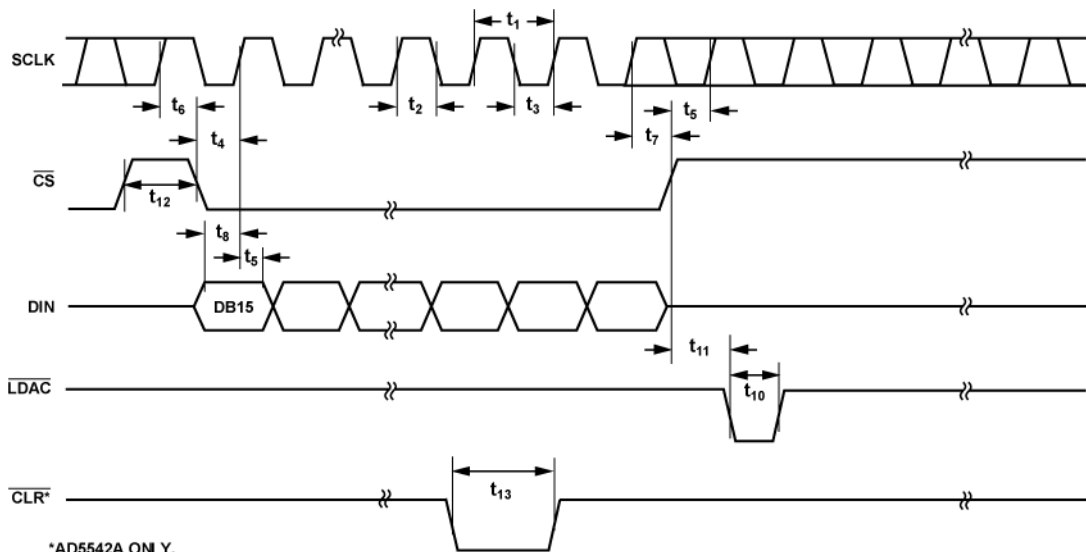 t1
SCLK
t2
t3
t6
t5
t4
t7
CS
t12
t8
t5
DIN
DB15
t11
LDAC
t10
CLR*
t13
*AD5542A ONLY.